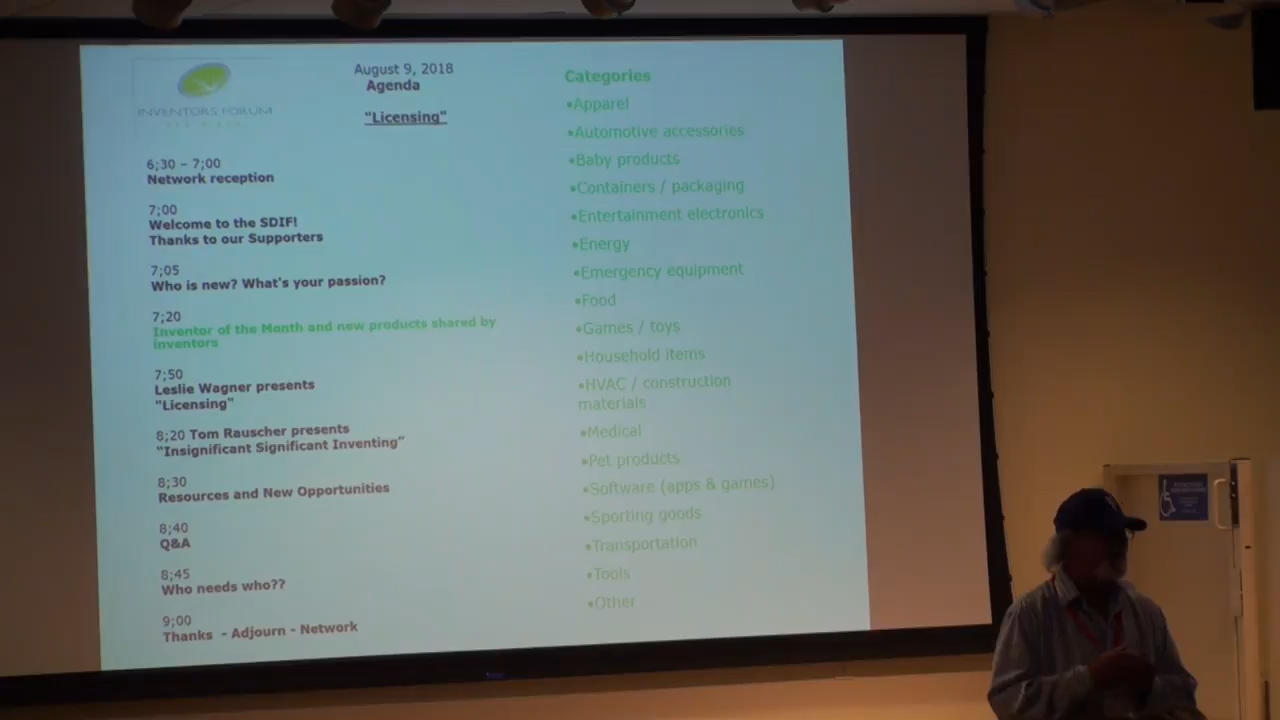 INVENTORS FORUM
August 9, 2018
Agenda
"Licensing"
6;30 – 7;00
Network reception
7;00
Welcome to the SDIF!
Thanks to our Supporters
7;05
Who is new? What's your passion?
7;20
Inventor of the Month and new products shared by
inventors
7;50
Leslie Wagner presents
"Licensing"
8;20 Tom Rauscher presents
"Insignificant Significant Inventing"
8;30
Resources and New Opportunities
8;40
Q&A
8;45
Who needs who??
9;00
Thanks - Adjourn - Network
Categories
•Apparel
•Automotive accessories
•Baby products
•Containers / packaging
•Entertainment electronics
•Energy
•Emergency equipment
•Food
•Games / toys
•Household items
•HVAC / construction
materials
•Medical
•Pet products
•Software (apps & games)
•Sporting goods
•Transportation
•Tools
•Other